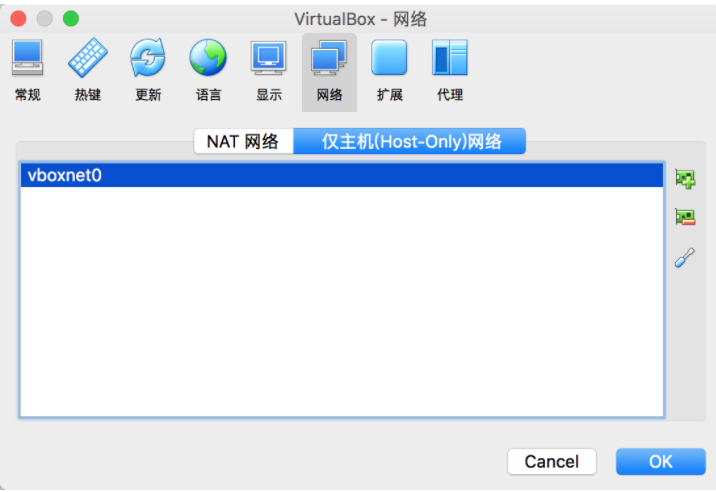 VirtualBox - 网络
常规 热键 更新 语言 显示 网络 扩展 代理
NAT 网络 仅主机(Host-Only)网络
vboxnet0
Cancel OK